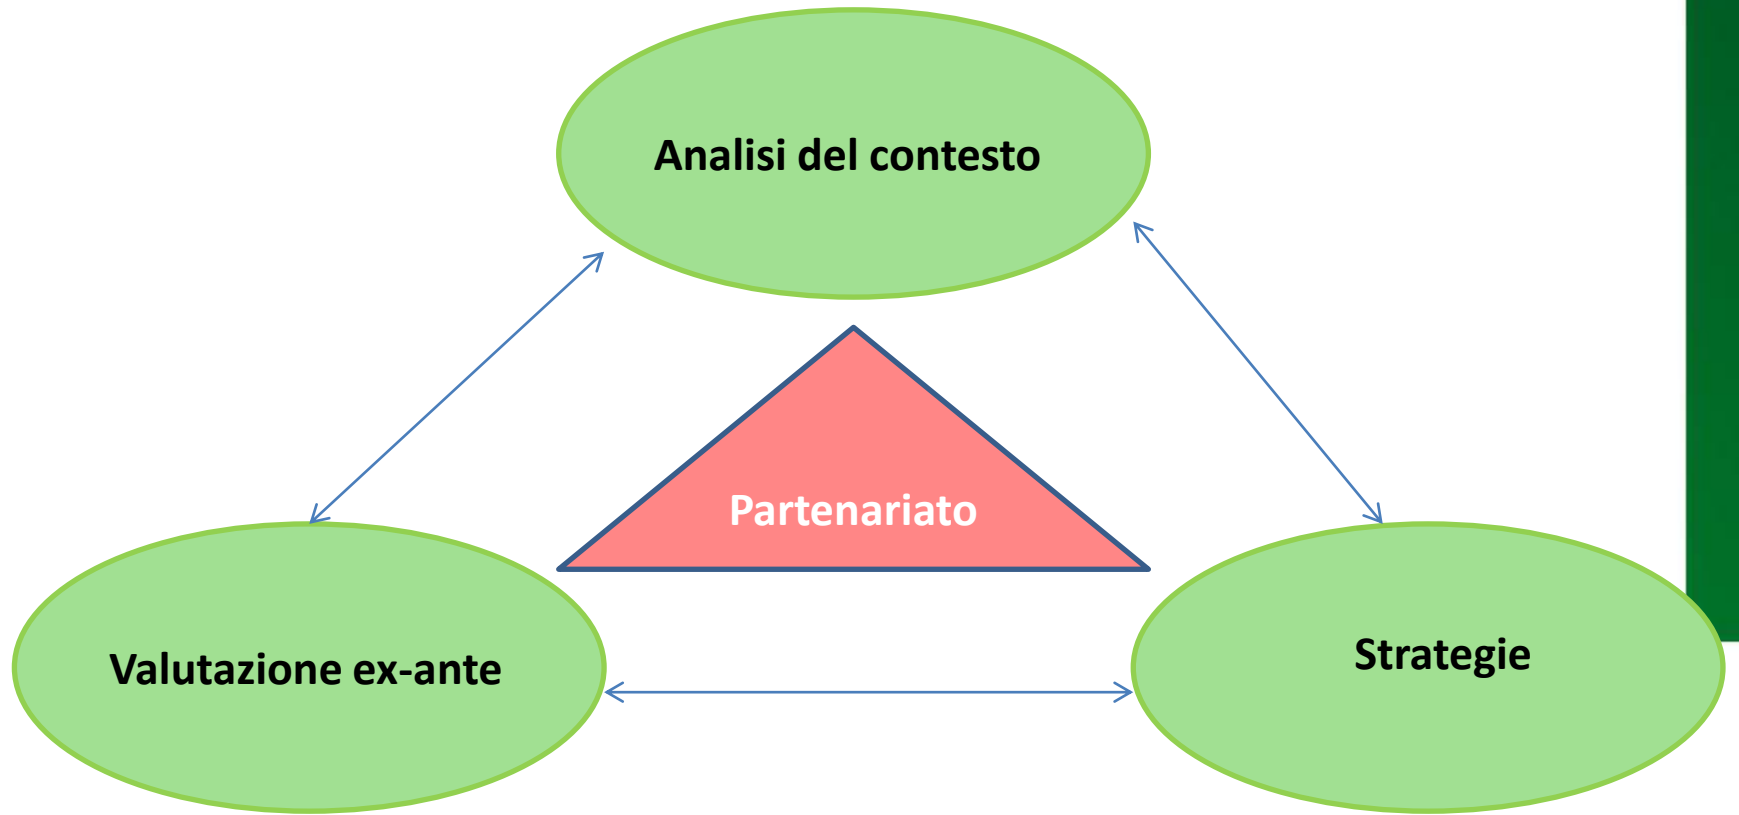 Analisi del contesto
Partenariato
Valutazione ex-ante
Strategie